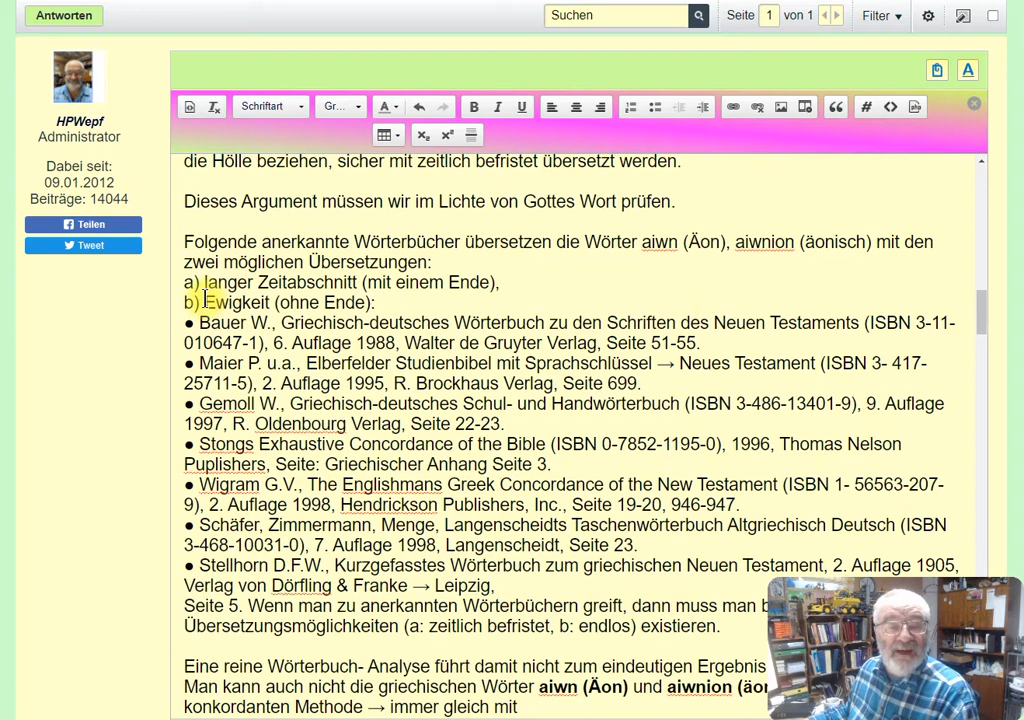 Antworten
Suchen
Seite 1 von 1
Filter
HPWepf
Administrator
Dabei seit:
09.01.2012
Beiträge: 14044
Teilen
Tweet
Schriftart
Gr...
die Hölle beziehen, sicher mit zeitlich befristet übersetzt werden.
Dieses Argument müssen wir im Lichte von Gottes Wort prüfen.
Folgende anerkannte Wörterbücher übersetzen die Wörter aiwn (Äon), aiwnion (äonisch) mit den
zwei möglichen Übersetzungen:
a) langer Zeitabschnitt (mit einem Ende),
b) Ewigkeit (ohne Ende):
● Bauer W., Griechisch-deutsches Wörterbuch zu den Schriften des Neuen Testaments (ISBN 3-11-
010647-1), 6. Auflage 1988, Walter de Gruyter Verlag, Seite 51-55.
● Maier P. u.a., Elberfelder Studienbibel mit Sprachschlüssel → Neues Testament (ISBN 3- 417-
25711-5), 2. Auflage 1995, R. Brockhaus Verlag, Seite 699.
● Gemoll W., Griechisch-deutsches Schul- und Handwörterbuch (ISBN 3-486-13401-9), 9. Auflage
1997, R. Oldenbourg Verlag, Seite 22-23.
● Stongs Exhaustive Concordance of the Bible (ISBN 0-7852-1195-0), 1996, Thomas Nelson
Puplishers, Seite: Griechischer Anhang Seite 3.
● Wigram G.V., The Englishmans Greek Concordance of the New Testament (ISBN 1- 56563-207-
9), 2. Auflage 1998, Hendrickson Publishers, Inc., Seite 19-20, 946-947.
● Schäfer, Zimmermann, Menge, Langenscheidts Taschenwörterbuch Altgriechisch Deutsch (ISBN
3-468-10031-0), 7. Auflage 1998, Langenscheidt, Seite 23.
● Stellhorn D.F.W., Kurzgefasstes Wörterbuch zum griechischen Neuen Testament, 2. Auflage 1905,
Verlag von Dörfling & Franke → Leipzig,
Seite 5. Wenn man zu anerkannten Wörterbüchern greift, dann muss man
Übersetzungsmöglichkeiten (a: zeitlich befristet, b: endlos) existieren.
Eine reine Wörterbuch- Analyse führt damit nicht zum eindeutigen Ergebnis
Man kann auch nicht die griechischen Wörter aiwn (Äon) und aiwnion
konkordanten Methode → immer gleich mit